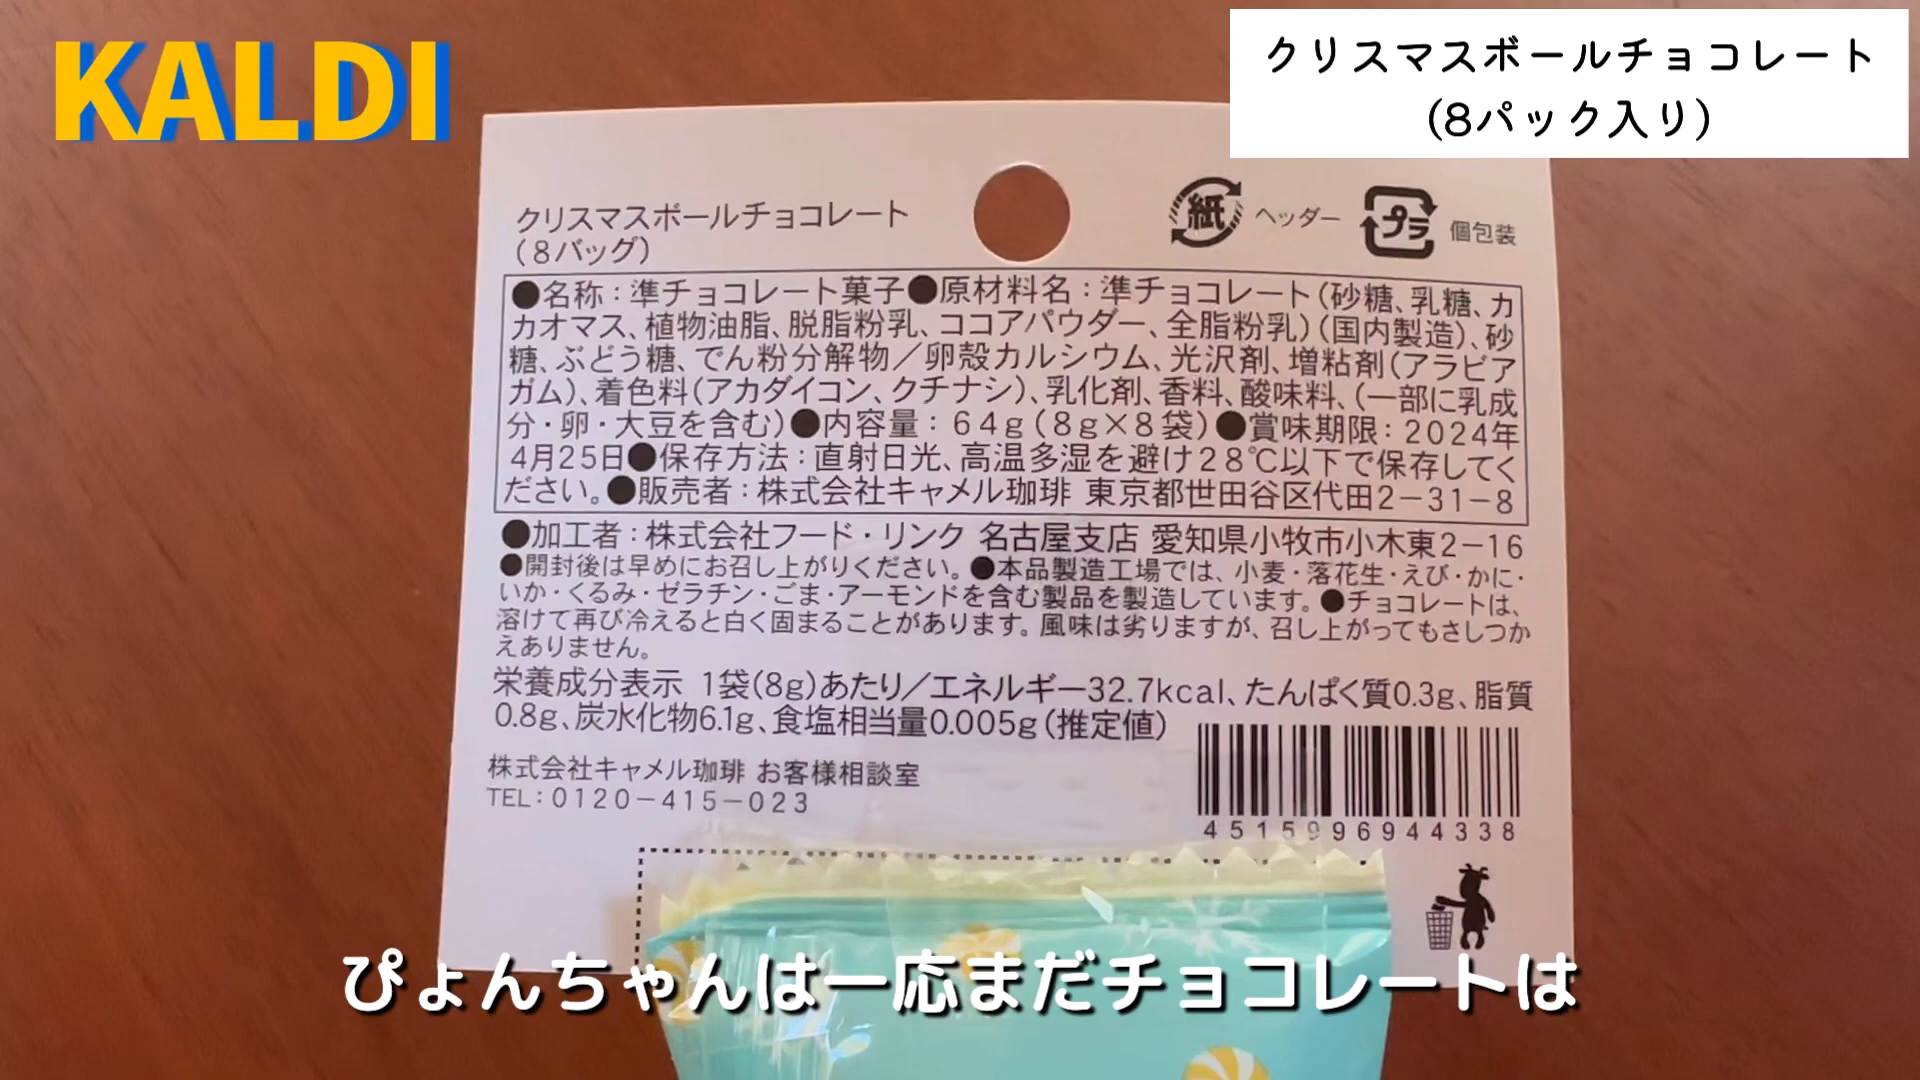 KALDI
クリスマスボールチョコレート
(8パック入り)
クリスマスボールチョコレート
(8バッグ)
紙 ヘッダー プラ 個包装
●名称:準チョコレート菓子●原材料名:準チョコレート(砂糖、乳糖、カ
カオマス、植物油脂、脱脂粉乳、ココアパウダー、全脂粉乳)(国内製造)、砂
糖、ぶどう糖、でん粉分解物/卵殻カルシウム、光沢剤、増粘剤(アラビア
ガム)、着色料(アカダイコン、クチナシ)、乳化剤、香料、酸味料、(一部に乳成
分・卵・大豆を含む)●内容量:64g(8g×8袋)●賞味期限:2024年
4月25日●保存方法:直射日光、高温多湿を避け28℃以下で保存してく
ださい。●販売者:株式会社キャメル珈琲 東京都世田谷区代田2-31-8
●加工者:株式会社フード・リンク 名古屋支店 愛知県小牧市小木東2-16
●開封後は早めにお召し上がりください。●本品製造工場では、小麦・落花生・えび・かに・
いか・くるみ・ゼラチン・ごま・アーモンドを含む製品を製造しています。●チョコレートは、
溶けて再び冷えると白く固まることがあります。風味は劣りますが、召し上がってもさしつか
えありません。
栄養成分表示 1袋(8g)あたり/エネルギー32.7kcal、たんぱく質0.3g、脂質
0.8g、炭水化物6.1g、食塩相当量0.005g(推定値)
株式会社キャメル珈琲 お客様相談室
TEL:0120-415-023
4515996944338
ぴょんちゃんは一応まだチョコレートは